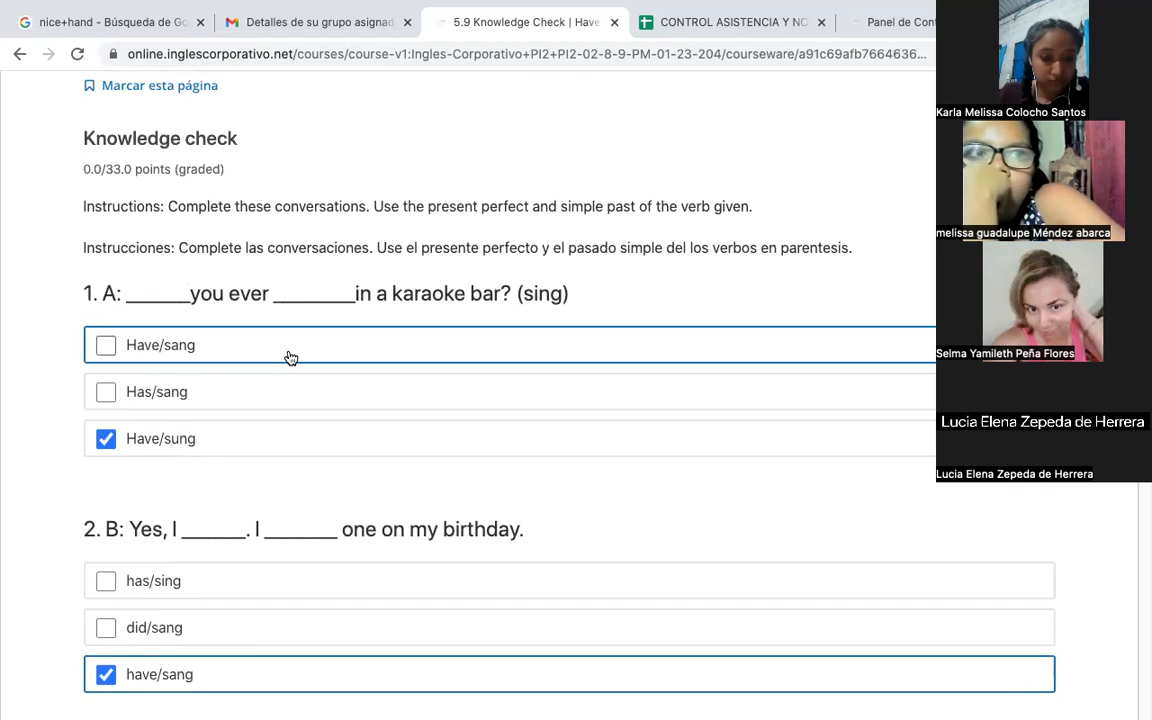 nice+hand - Búsqueda de Go
Detalles de su grupo asignad
5.9 Knowledge Check | Have
CONTROL ASISTENCIA Y NO
Panel de Cont
online.inglescorporativo.net/courses/course-v1:Ingles-Corporativo+PI2+PI2-02-8-9-PM-01-23-204/courseware/a91c69afb7664636...
Marcar esta página
Knowledge check
0.0/33.0 points (graded)
Instructions: Complete these conversations. Use the present perfect and simple past of the verb given.
Instrucciones: Complete las conversaciones. Use el presente perfecto y el pasado simple del los verbos en parentesis.
1. A: _______you ever _________in a karaoke bar? (sing)
Have/sang
Has/sang
Have/sung
2. B: Yes, I _______. I ________ one on my birthday.
has/sing
did/sang
have/sang
Karla Melissa Colocho Santos
melissa guadalupe Méndez abarca
Selma Yamileth Peña Flores
Lucia Elena Zepeda de Herrera
Lucia Elena Zepeda de Herrera